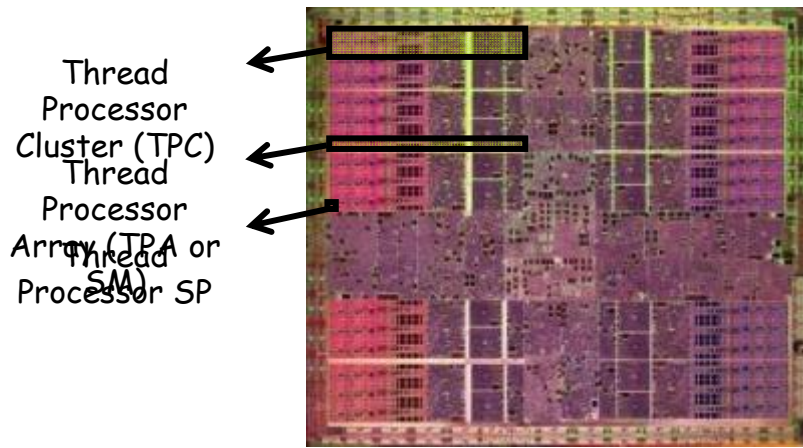 Thread
Processor
Cluster (TPC)
Thread
Processor
Array (TPA or
SM)
Thread
Processor SP